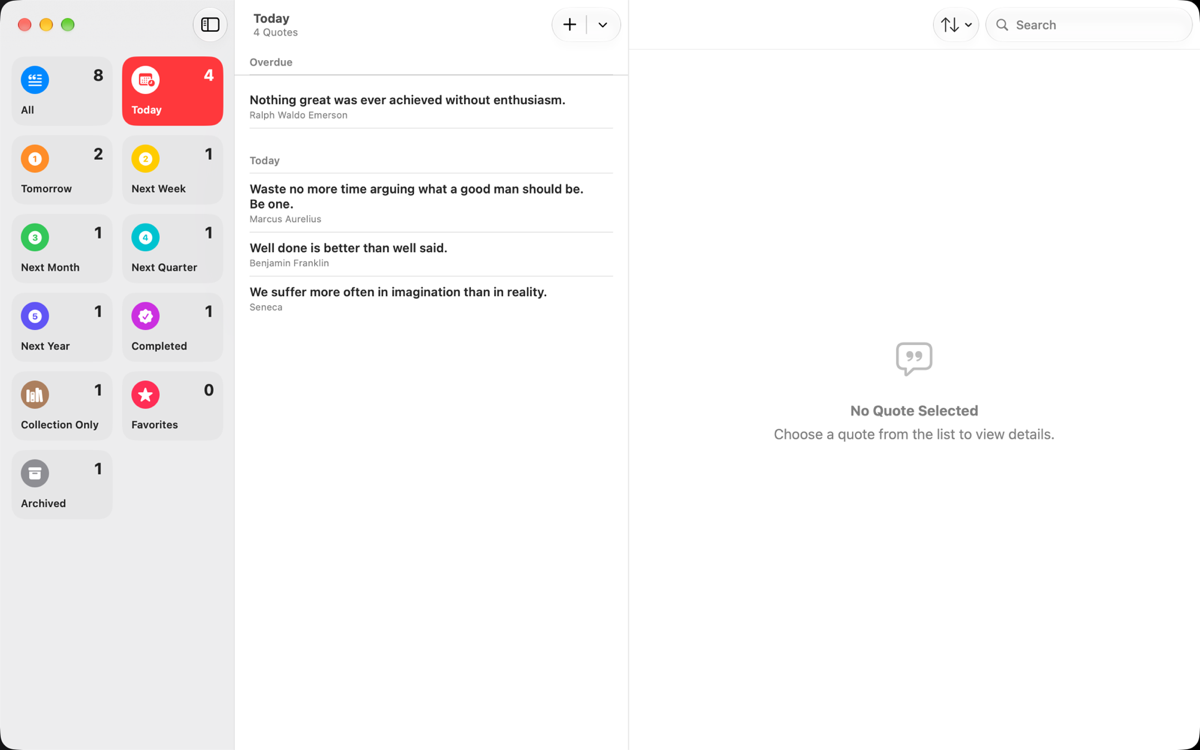 8
All
4
Today
2
Tomorrow
1
Next Week
1
Next Month
1
Next Quarter
1
Next Year
1
Completed
1
Collection Only
0
Favorites
1
Archived
Today
4 Quotes
Overdue
Nothing great was ever achieved without enthusiasm.
Ralph Waldo Emerson
Today
Waste no more time arguing what a good man should be.
Be one.
Marcus Aurelius
Well done is better than well said.
Benjamin Franklin
We suffer more often in imagination than in reality.
Seneca
Search
No Quote Selected
Choose a quote from the list to view details.